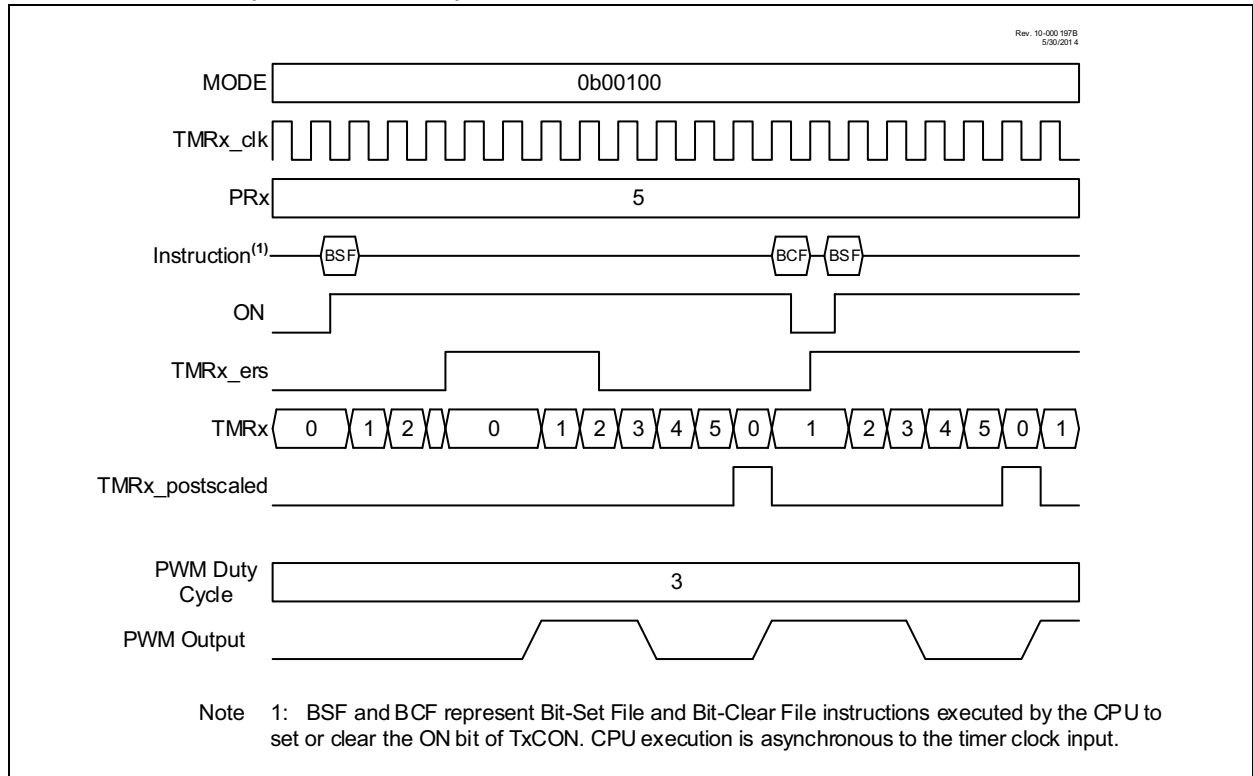 Rev. 10-000197B
5/30/2014
MODE 0b00100
TMRx_clk
PRx 5
Instruction(1) BSF BCF BSF
ON
TMRx_ers
TMRx 0 1 2 0 1 2 3 4 5 0 1 2 3 4 5 0 1
TMRx_postscaled
PWM Duty
Cycle 3
PWM Output
Note 1: BSF and BCF represent Bit-Set File and Bit-Clear File instructions executed by the CPU to
set or clear the ON bit of TxCON. CPU execution is asynchronous to the timer clock input.